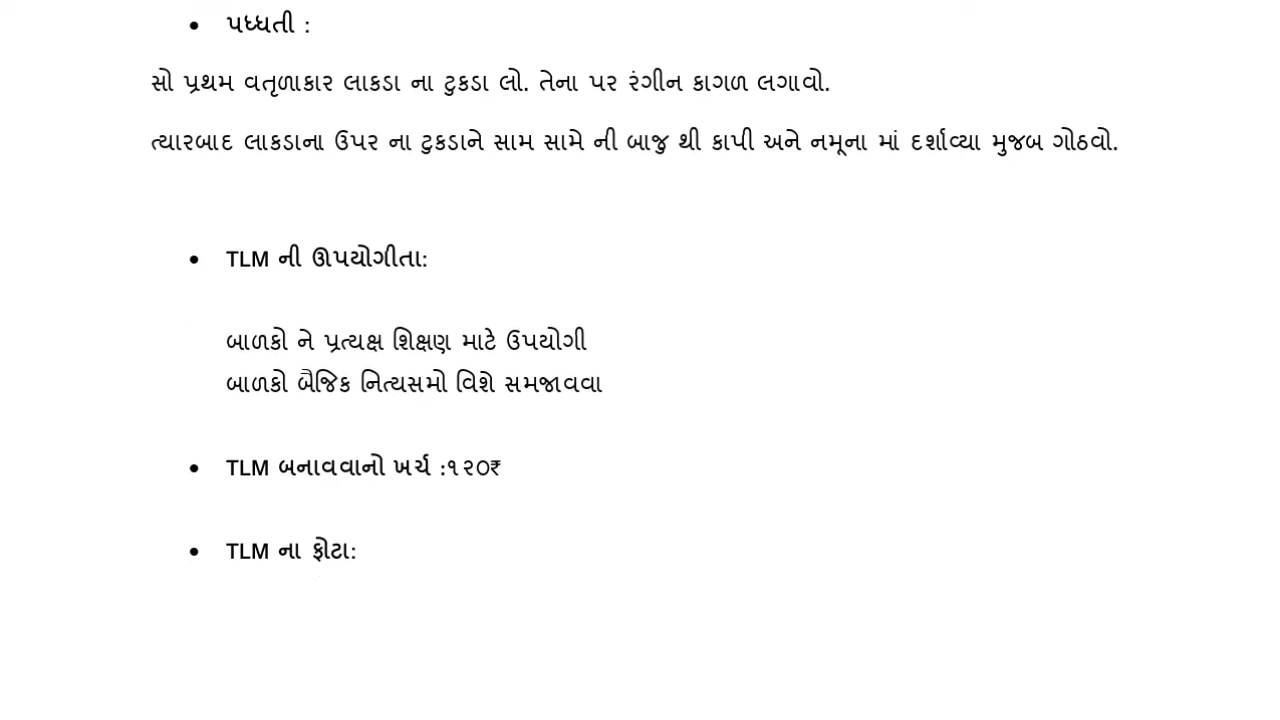 • પધ્ધતી :
સો પ્રથમ વતૃળાકાર લાકડા ના ટુકડા લો. તેના પર રંગીન કાગળ લગાવો.
ત્યારબાદ લાકડાના ઉપર ના ટુકડાને સામ સામે ની બાજુ થી કાપી અને નમૂના માં દર્શાવ્યા મુજબ ગોઠવો.
• TLM ની ઊપયોગીતા:
બાળકો ને પ્રત્યક્ષ શિક્ષણ માટે ઉપયોગી
બાળકો બૈજિક નિત્યસમો વિશે સમજાવવા
• TLM બનાવવાનો ખર્ચ :૧૨૦₹
• TLM ના ફોટા: